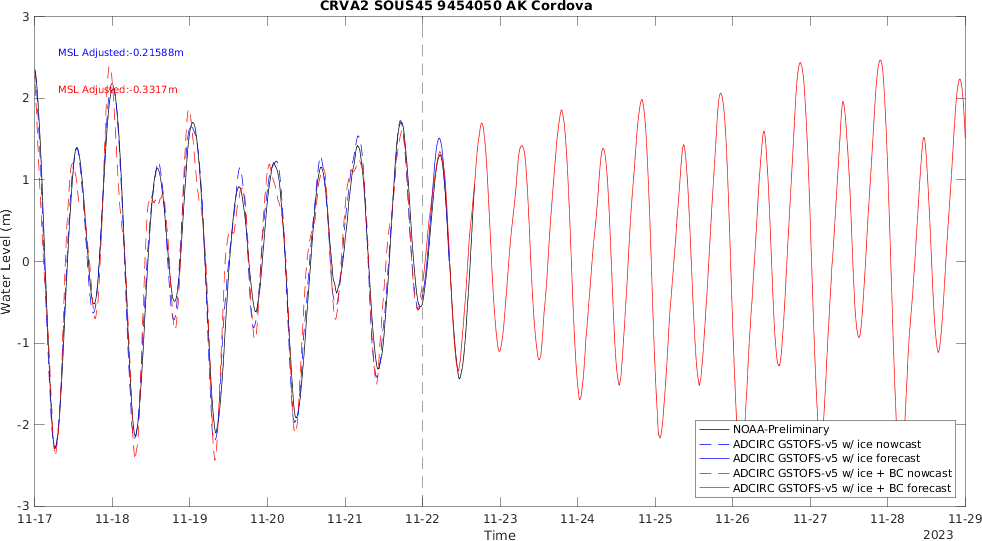 CRVA2 SOUS45 9454050 AK Cordova
3
MSL Adjusted:-0.21588m
MSL Adjusted:-0.3317m
2
1
0
-1
-2
-3
Water Level (m)
NOAA-Preliminary
ADCIRC GSTOFS-v5 w/ ice nowcast
ADCIRC GSTOFS-v5 w/ ice forecast
ADCIRC GSTOFS-v5 w/ ice + BC nowcast
ADCIRC GSTOFS-v5 w/ ice + BC forecast
11-17 11-18 11-19 11-20 11-21 11-22 11-23 11-24 11-25 11-26 11-27 11-28 11-29
Time
2023